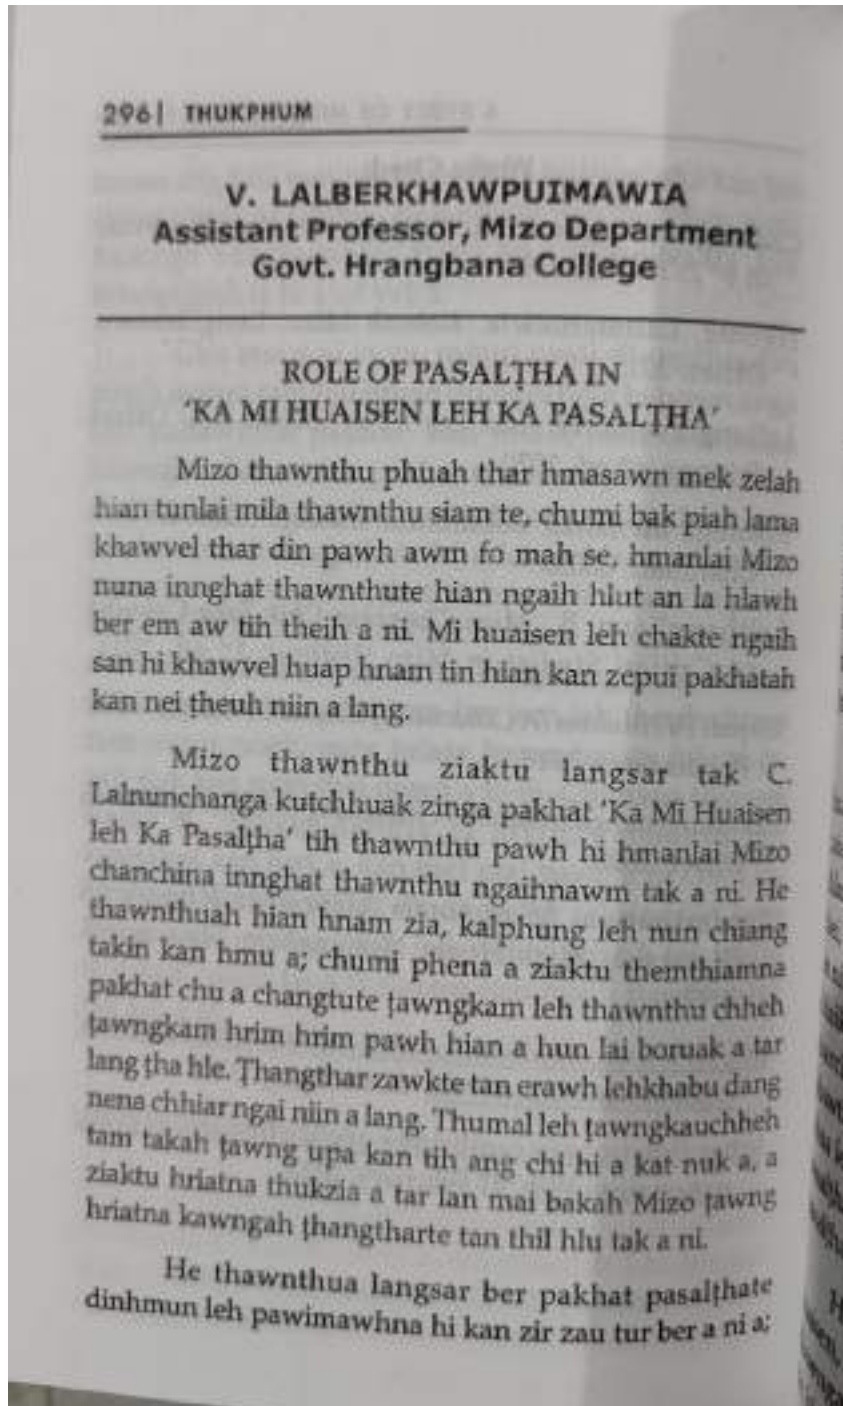 296| THUKPHUM
V. LALBERKHAWPUIMAWIA
Assistant Professor, Mizo Department
Govt. Hrangbana College
ROLE OF PASALṬHA IN
'KA MI HUAISEN LEH KA PASALṬHA'
Mizo thawnthu phuah thar hmasawn mek zelah
hian tunlai mila thawnthu siam te, chumi bak piah lama
khawvel thar din pawh awm fo mah se, hmanlai Mizo
nuna innghat thawnthute hian ngaih hlut an la hlawh
ber em aw tih theih a ni. Mi huaisen leh chakte ngaih
san hi khawvel huap hnam tin hian kan zepui pakhatah
kan nei ṭheuh niin a lang.
Mizo thawnthu ziaktu langsar tak C.
Lalnunchanga kutchhuak zinga pakhat 'Ka Mi Huaisen
leh Ka Pasalṭha' tih thawnthu pawh hi hmanlai Mizo
chanchina innghat thawnthu ngaihnawm tak a ni. He
thawnthuah hian hnam zia, kalphung leh nun chiang
takin kan hmu a; chumi phena a ziaktu themthiamna
pakhat chu a changtute ṭawngkam leh thawnthu chheh
ṭawngkam hrim hrim pawh hian a hun lai boruak a tar
lang ṭha hle. Ṭhangthar zawkte tan erawh lehkhabu dang
nena chhiar ngai niin a lang. Thumal leh ṭawngkauchheh
tam takah ṭawng upa kan tih ang chi hi a kat nuk a, a
ziaktu hriatna thukzia a tar lan mai bakah Mizo ṭawng
hriatna kawngah ṭhangtharte tan thil hlu tak a ni.
He thawnthua langsar ber pakhat pasalṭhate
dinhmun leh pawimawhna hi kan zir zau tur ber a ni a;